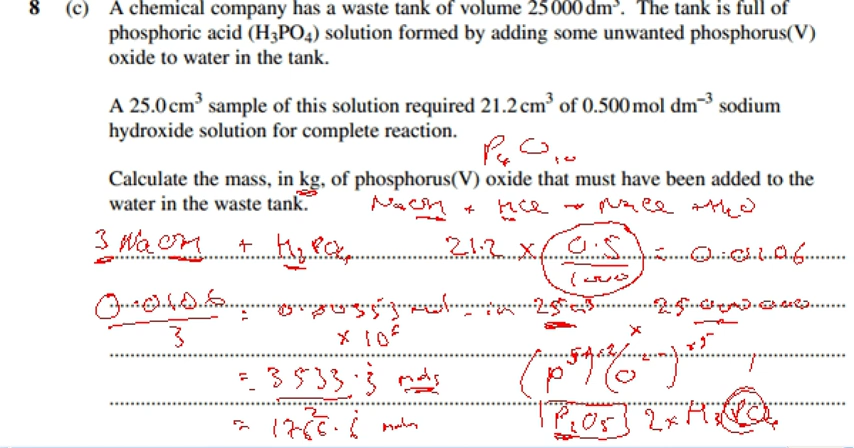 8 (c) A chemical company has a waste tank of volume 25 000 dm³. The tank is full of
phosphoric acid (H₃PO₄) solution formed by adding some unwanted phosphorus(V)
oxide to water in the tank.
A 25.0 cm³ sample of this solution required 21.2 cm³ of 0.500 mol dm⁻³ sodium
hydroxide solution for complete reaction.
P₄O₁₀
Calculate the mass, in kg, of phosphorus(V) oxide that must have been added to the
water in the waste tank.
NaOH + HCl → NaCl + H₂O
3 NaOH + H₃PO₄ 21.2 × 0.5/1000 = 0.0106
0.0106/3 = 0.00353 mol - in 25cm³ 25 000 000
× 10⁶
= 3533.3 mols
= 1766.6 mols P₂O₅ 2 × H₃PO₄